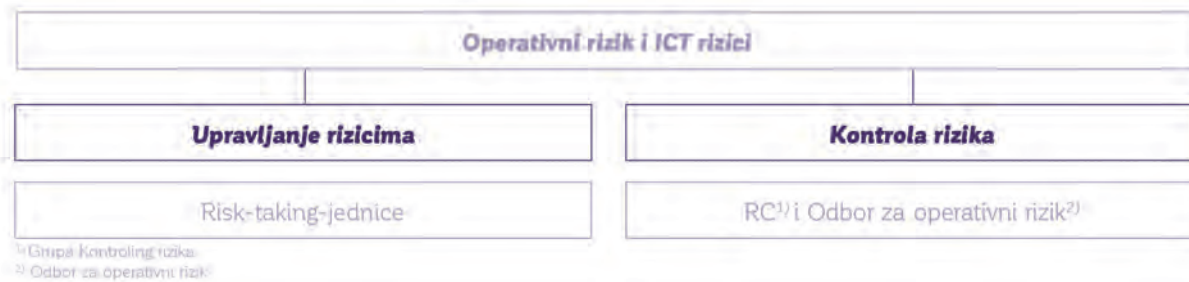 Operativni rizik i ICT rizici
Upravljanje rizicima
Kontrola rizika
Risk-taking-jednice
RC¹⁾ i Odbor za operativni rizik²⁾
¹⁾ Grupa Kontroling rizika
²⁾ Odbor za operativni rizik